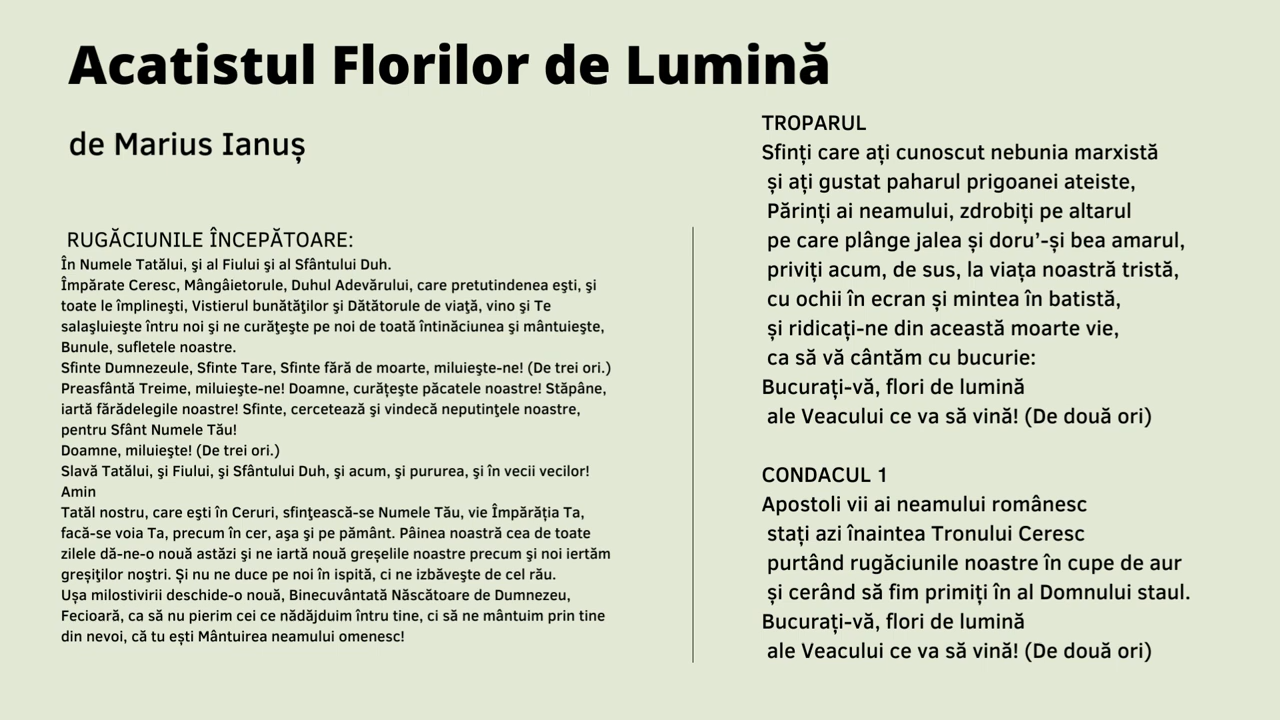 Acatistul Florilor de Lumină
de Marius Ianuș
RUGĂCIUNILE ÎNCEPĂTOARE:
În Numele Tatălui, şi al Fiului şi al Sfântului Duh.
Împărate Ceresc, Mângâietorule, Duhul Adevărului, care pretutindenea eşti, şi
toate le împlineşti, Vistierul bunătăţilor şi Dătătorule de viaţă, vino şi Te
salaşluieşte întru noi şi ne curăţeşte pe noi de toată întinăciunea şi mântuieşte,
Bunule, sufletele noastre.
Sfinte Dumnezeule, Sfinte Tare, Sfinte fără de moarte, miluieşte-ne! (De trei ori.)
Preasfântă Treime, miluieşte-ne! Doamne, curăţeşte păcatele noastre! Stăpâne,
iartă fărădelegile noastre! Sfinte, cercetează şi vindecă neputinţele noastre,
pentru Sfânt Numele Tău!
Doamne, miluieşte! (De trei ori.)
Slavă Tatălui, şi Fiului, şi Sfântului Duh, şi acum, şi pururea, şi în vecii vecilor!
Amin
Tatăl nostru, care eşti în Ceruri, sfinţească-se Numele Tău, vie Împărăția Ta,
facă-se voia Ta, precum în cer, aşa şi pe pământ. Pâinea noastră cea de toate
zilele dă-ne-o nouă astăzi şi ne iartă nouă greșelile noastre precum şi noi iertăm
greşiţilor noştri. Și nu ne duce pe noi în ispită, ci ne izbăveşte de cel rău.
Ușa milostivirii deschide-o nouă, Binecuvântată Născătoare de Dumnezeu,
Fecioară, ca să nu pierim cei ce nădăjduim întru tine, ci să ne mântuim prin tine
din nevoi, că tu ești Mântuirea neamului omenesc!
TROPARUL
Sfinți care ați cunoscut nebunia marxistă
și ați gustat paharul prigoanei ateiste,
Părinți ai neamului, zdrobiți pe altarul
pe care plânge jalea și doru’-și bea amarul,
priviți acum, de sus, la viața noastră tristă,
cu ochii în ecran și mintea în batistă,
și ridicați-ne din această moarte vie,
ca să vă cântăm cu bucurie:
Bucurați-vă, flori de lumină
ale Veacului ce va să vină! (De două ori)
CONDACUL 1
Apostoli vii ai neamului românesc
stați azi înaintea Tronului Ceresc
purtând rugăciunile noastre în cupe de aur
și cerând să fim primiți în al Domnului staul.
Bucurați-vă, flori de lumină
ale Veacului ce va să vină! (De două ori)